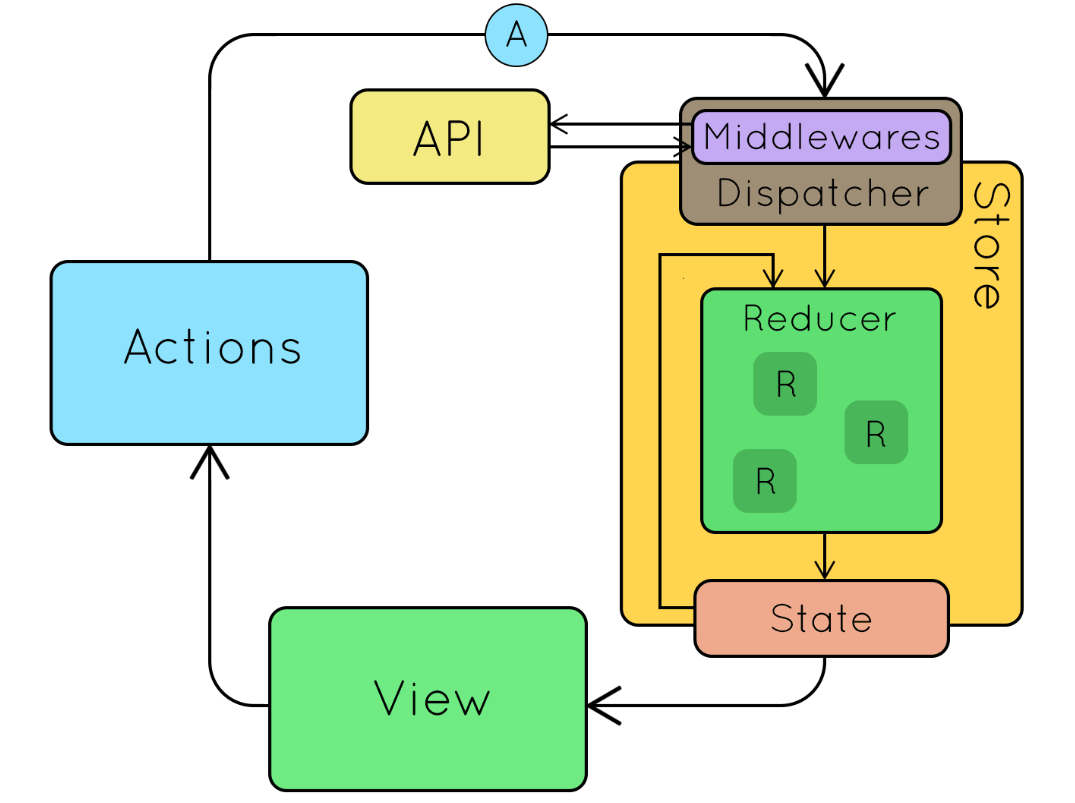 A
API
Middlewares
Dispatcher
Store
Actions
Reducer
R
R
R
State
View